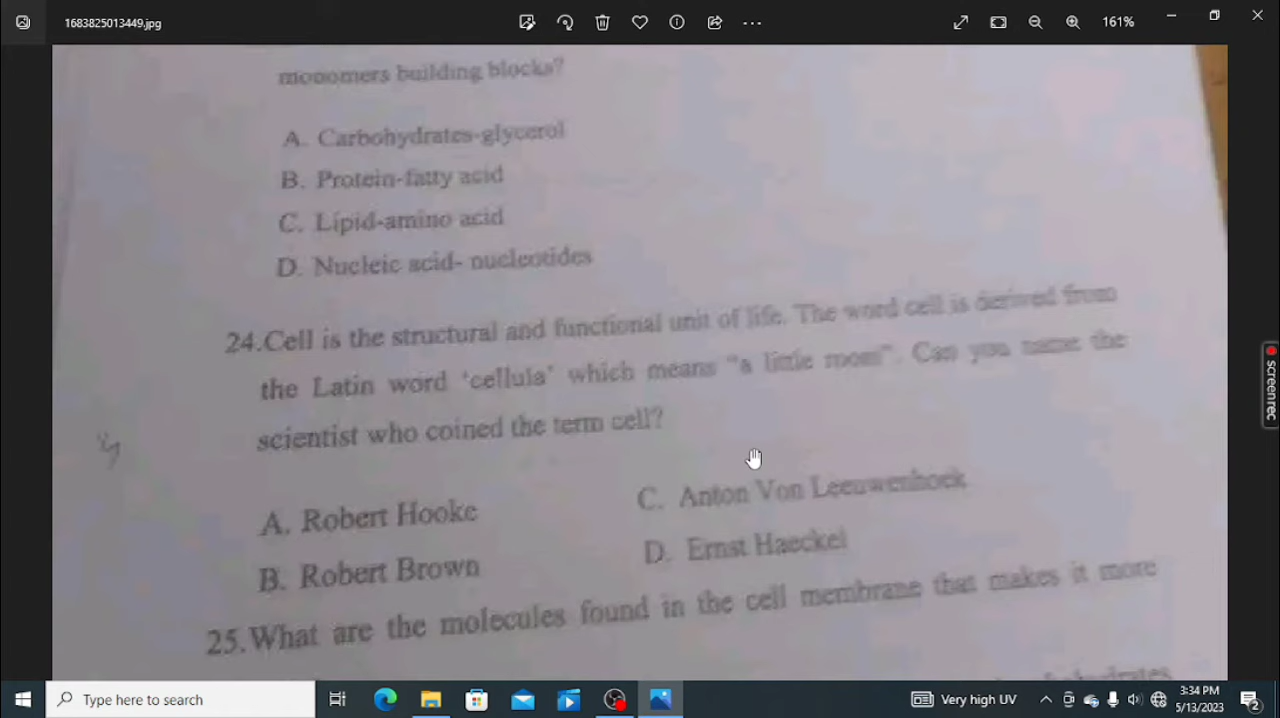 1683825013449.jpg
161%
monomers building blocks?
A. Carbohydrates-glycerol
B. Protein-fatty acid
C. Lipid-amino acid
D. Nucleic acid- nucleotides
24.Cell is the structural and functional unit of life. The word cell is derived from
the Latin word ‘cellula’ which means “a little room”. Can you name the
scientist who coined the term cell?
A. Robert Hooke
C. Anton Von Leeuwenhoek
B. Robert Brown
D. Ernst Haeckel
25.What are the molecules found in the cell membrane that makes it more
screenrec
Type here to search
Very high UV
3:34 PM
5/13/2023
2